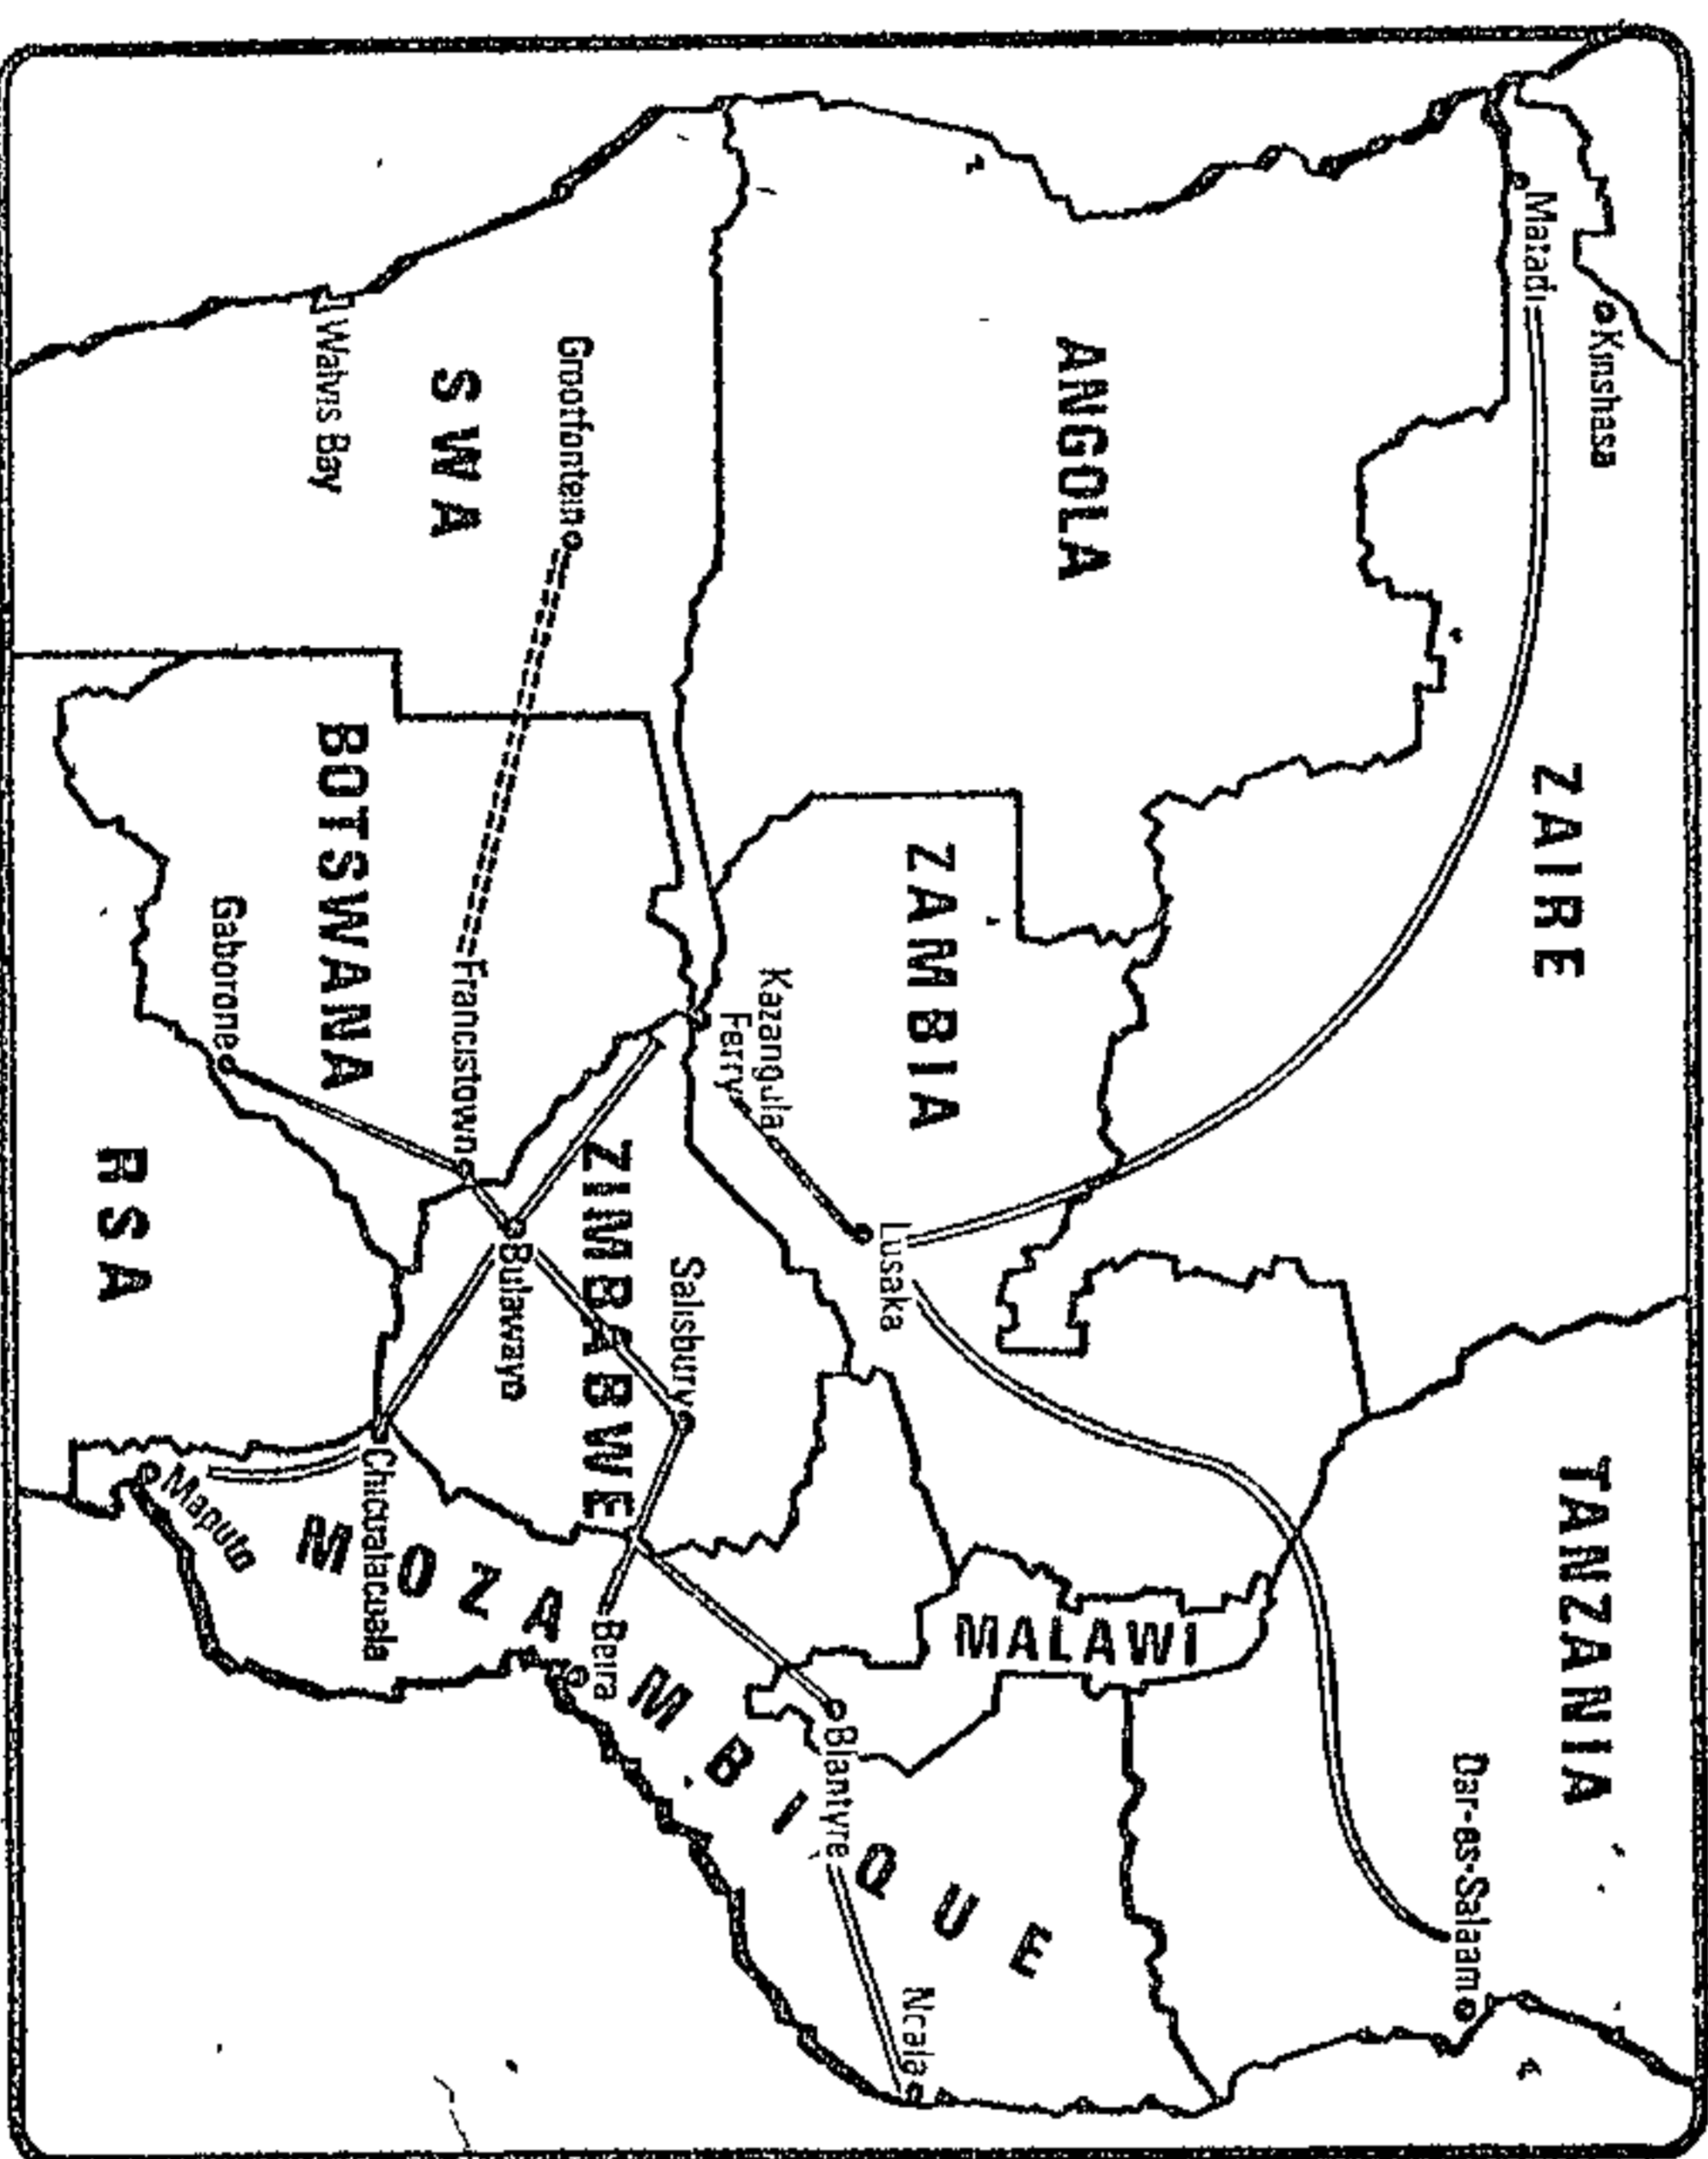 Kinshasa
Matadi
ZAIRE
TANZANIA
Dar-es-Salaam
ANGOLA
ZAMBIA
MALAWI
Lusaka
Kazangula
Ferry
Blantyre
Ncala
Grootfontein
SWA
Walvis Bay
ZIMBABWE
Salisbury
Bulawayo
Beira
Francistown
BOTSWANA
Gaborone
Chicualacuala
MOZAMBIQUE
Maputo
RSA